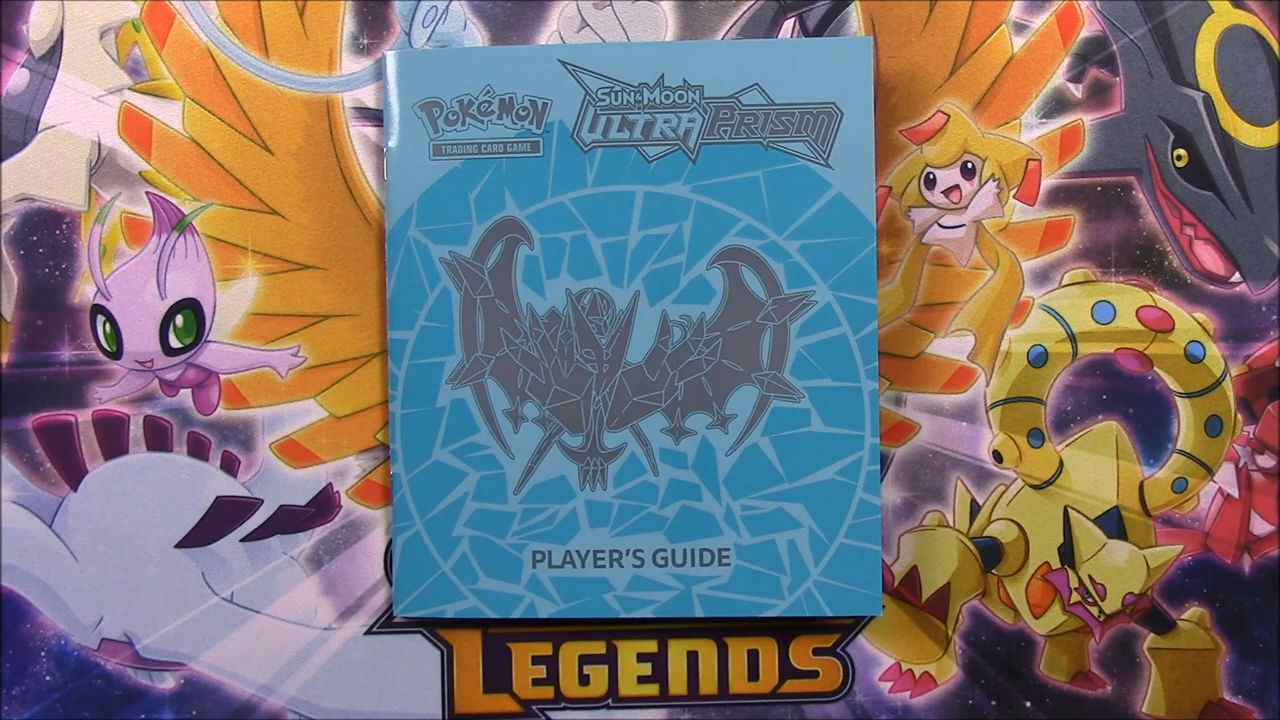 POKéMON
TRADING CARD GAME
SUN & MOON
ULTRA PRISM
PLAYER'S GUIDE
LEGENDS